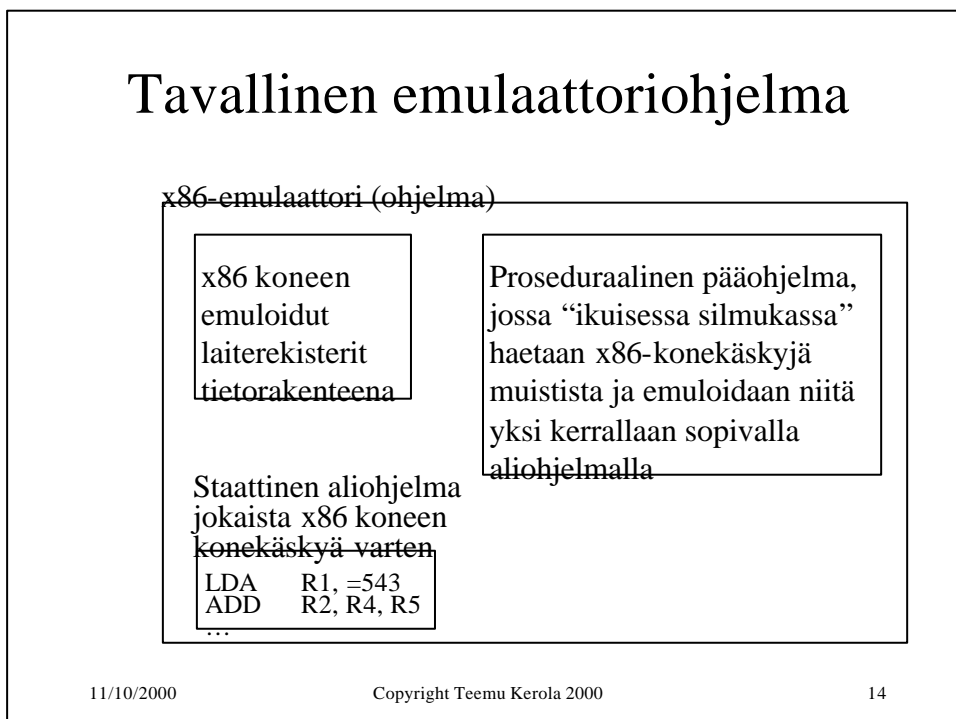 Tavallinen emulaattoriohjelma
x86-emulaattori (ohjelma)
x86 koneen
emuloidut
laiterekisterit
tietorakenteena
Proseduraalinen pääohjelma,
jossa “ikuisessa silmukassa”
haetaan x86-konekäskyjä
muistista ja emuloidaan niitä
yksi kerrallaan sopivalla
aliohjelmalla
Staattinen aliohjelma
jokaista x86 koneen
konekäskyä varten
LDA R1, =543
ADD R2, R4, R5
…
11/10/2000 Copyright Teemu Kerola 2000 14